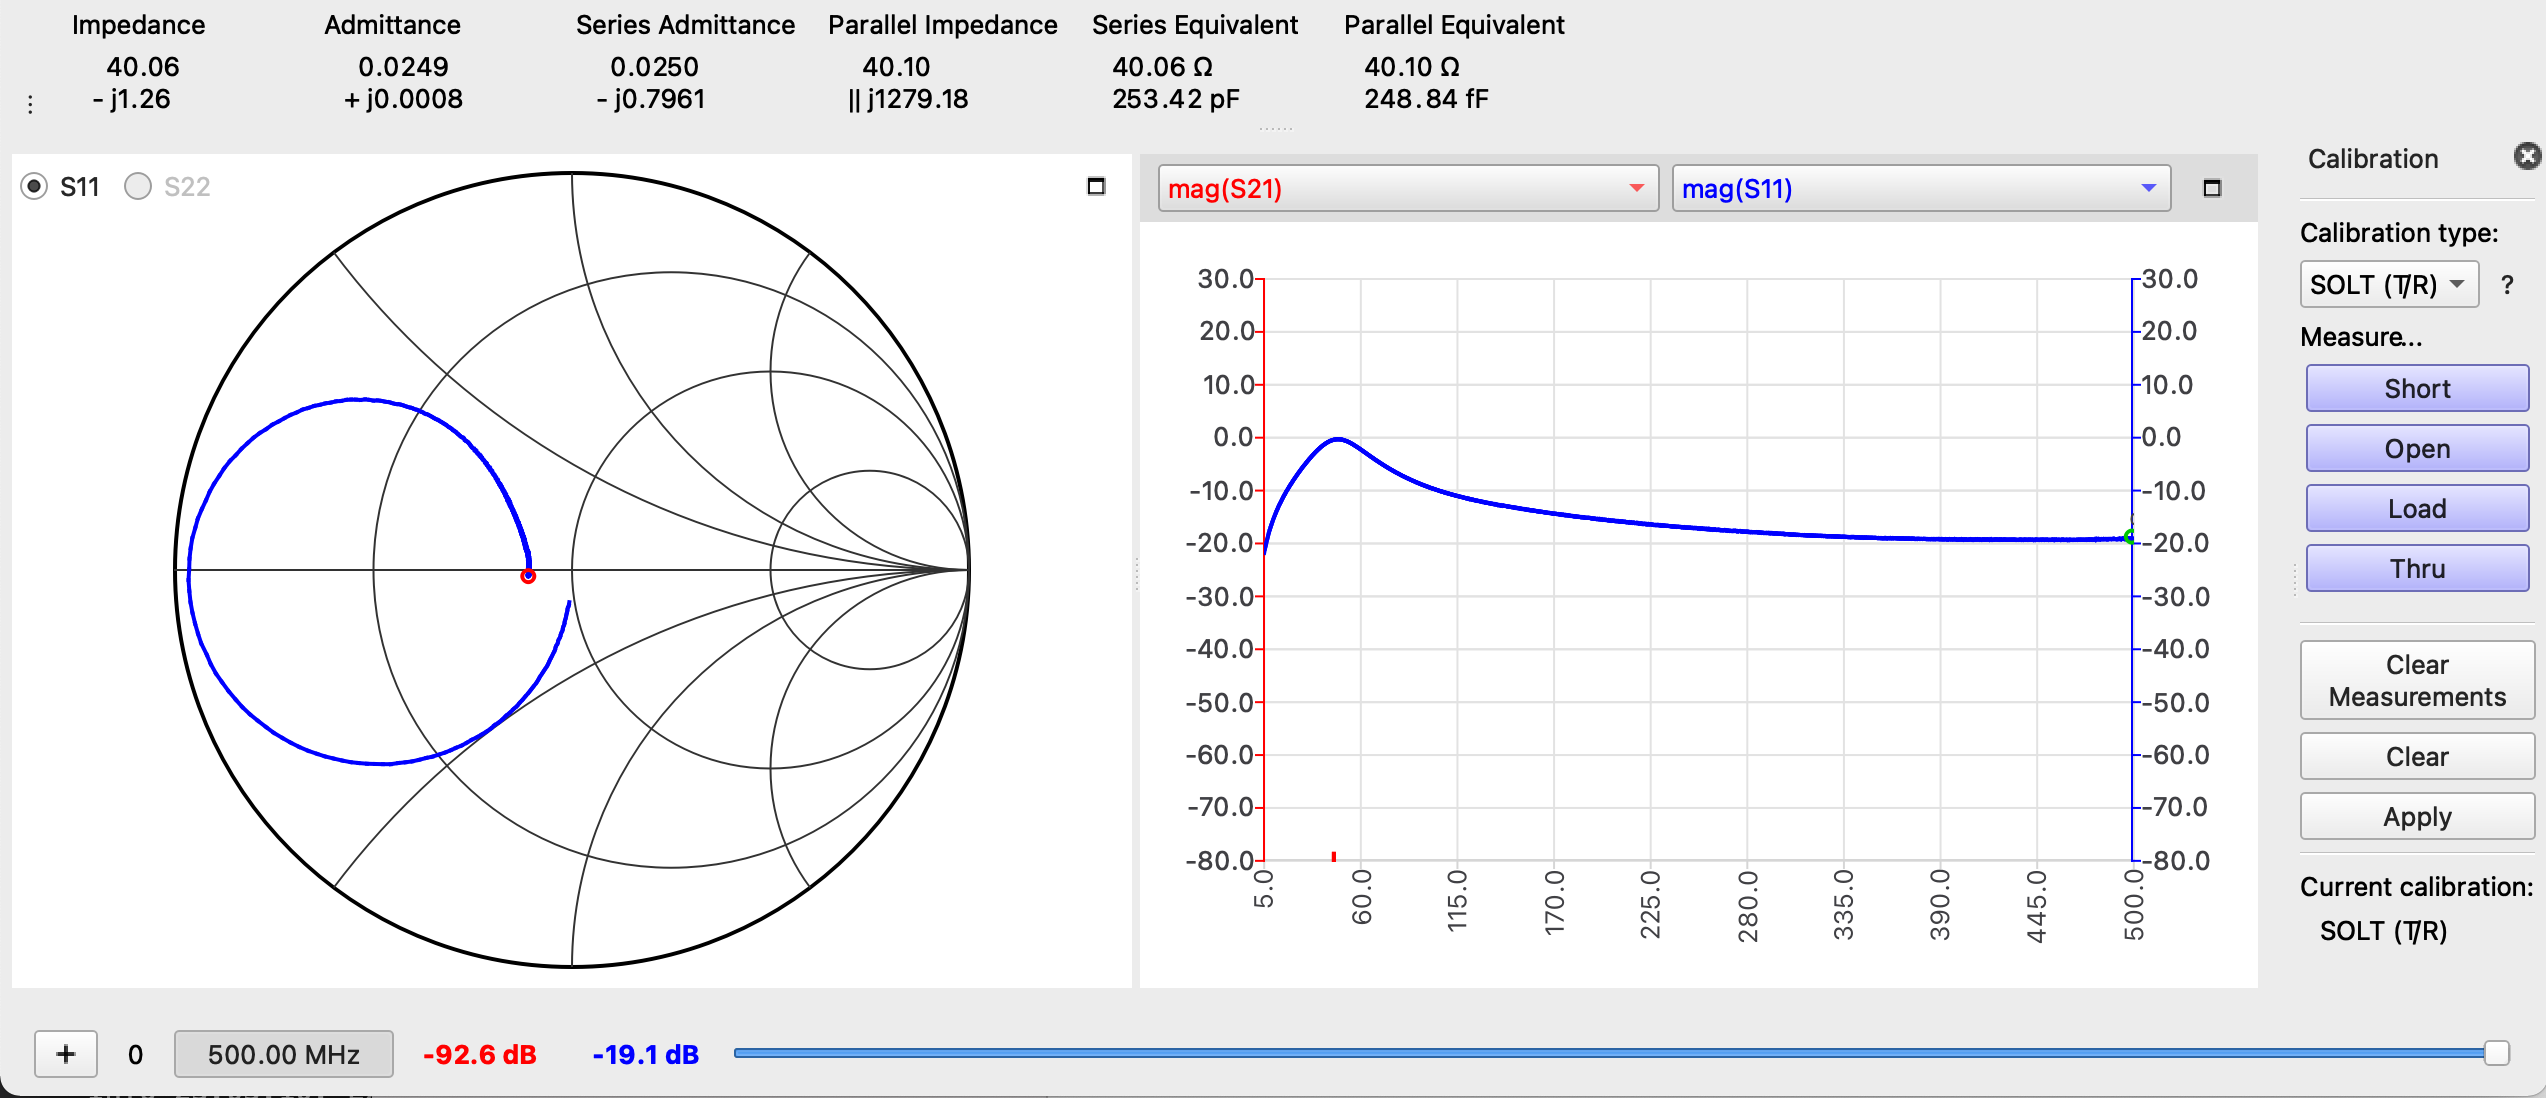 Impedance Admittance Series Admittance Parallel Impedance Series Equivalent Parallel Equivalent
40.06 0.0249 0.0250 40.10 40.06 Ω 40.10 Ω
- j1.26 + j0.0008 - j0.7961 || j1279.18 253.42 pF 248.84 fF
S11 S22
mag(S21) mag(S11)
30.0
20.0
10.0
0.0
-10.0
-20.0
-30.0
-40.0
-50.0
-60.0
-70.0
-80.0
30.0
20.0
10.0
0.0
-10.0
-20.0
-30.0
-40.0
-50.0
-60.0
-70.0
-80.0
5.0 60.0 115.0 170.0 225.0 280.0 335.0 390.0 445.0 500.0
Calibration
Calibration type:
SOLT (T/R) ?
Measure...
Short
Open
Load
Thru
Clear
Measurements
Clear
Apply
Current calibration:
SOLT (T/R)
+ 0 500.00 MHz -92.6 dB -19.1 dB